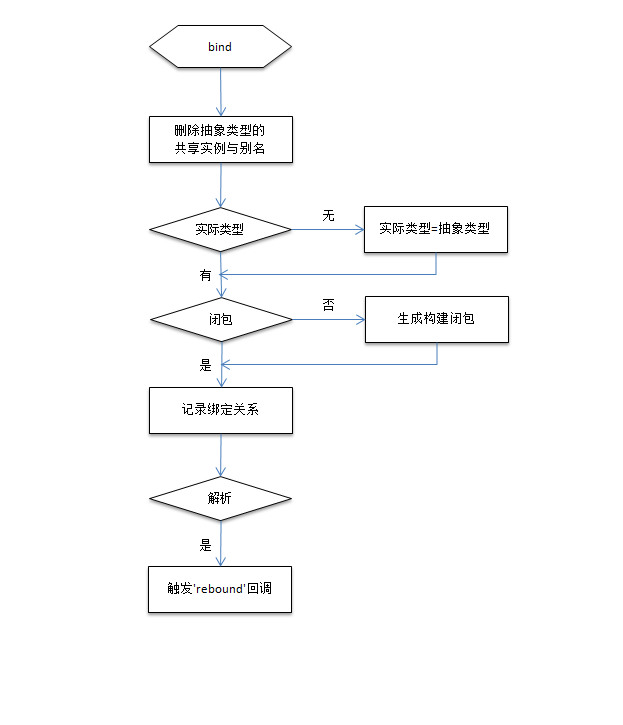 bind
删除抽象类型的
共享实例与别名
实际类型
无
实际类型=抽象类型
有
闭包
否
生成构建闭包
是
记录绑定关系
解析
是
触发'rebound'回调